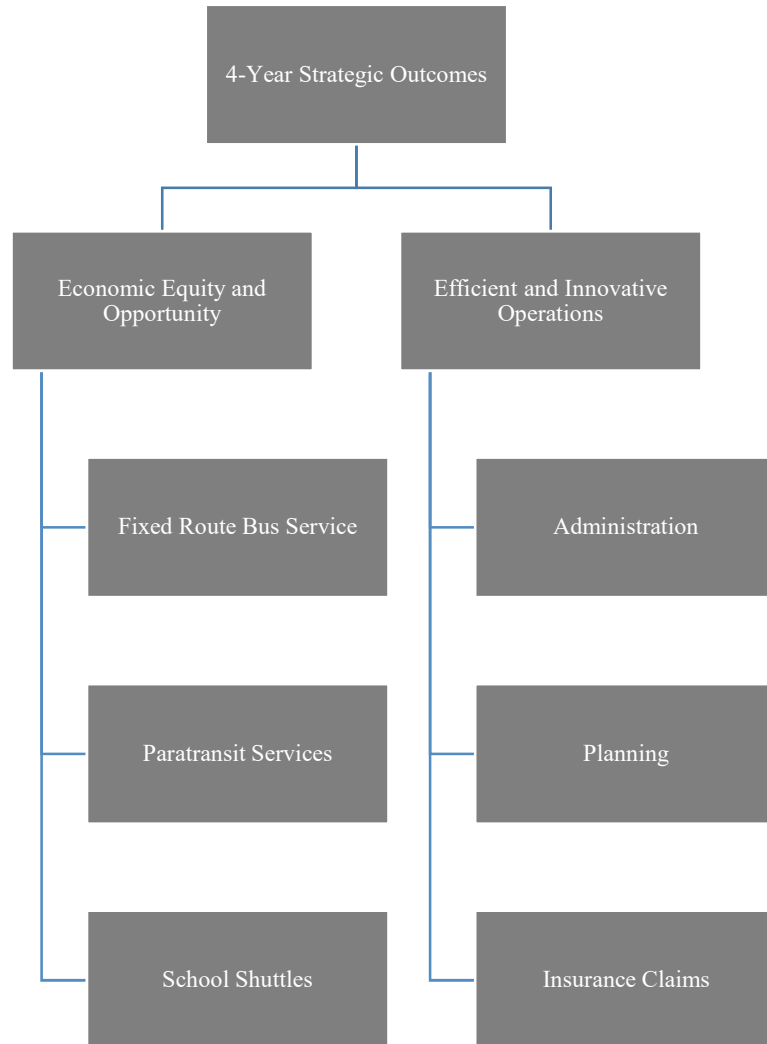 4-Year Strategic Outcomes
Economic Equity and
Opportunity
Efficient and Innovative
Operations
Fixed Route Bus Service
Administration
Paratransit Services
Planning
School Shuttles
Insurance Claims